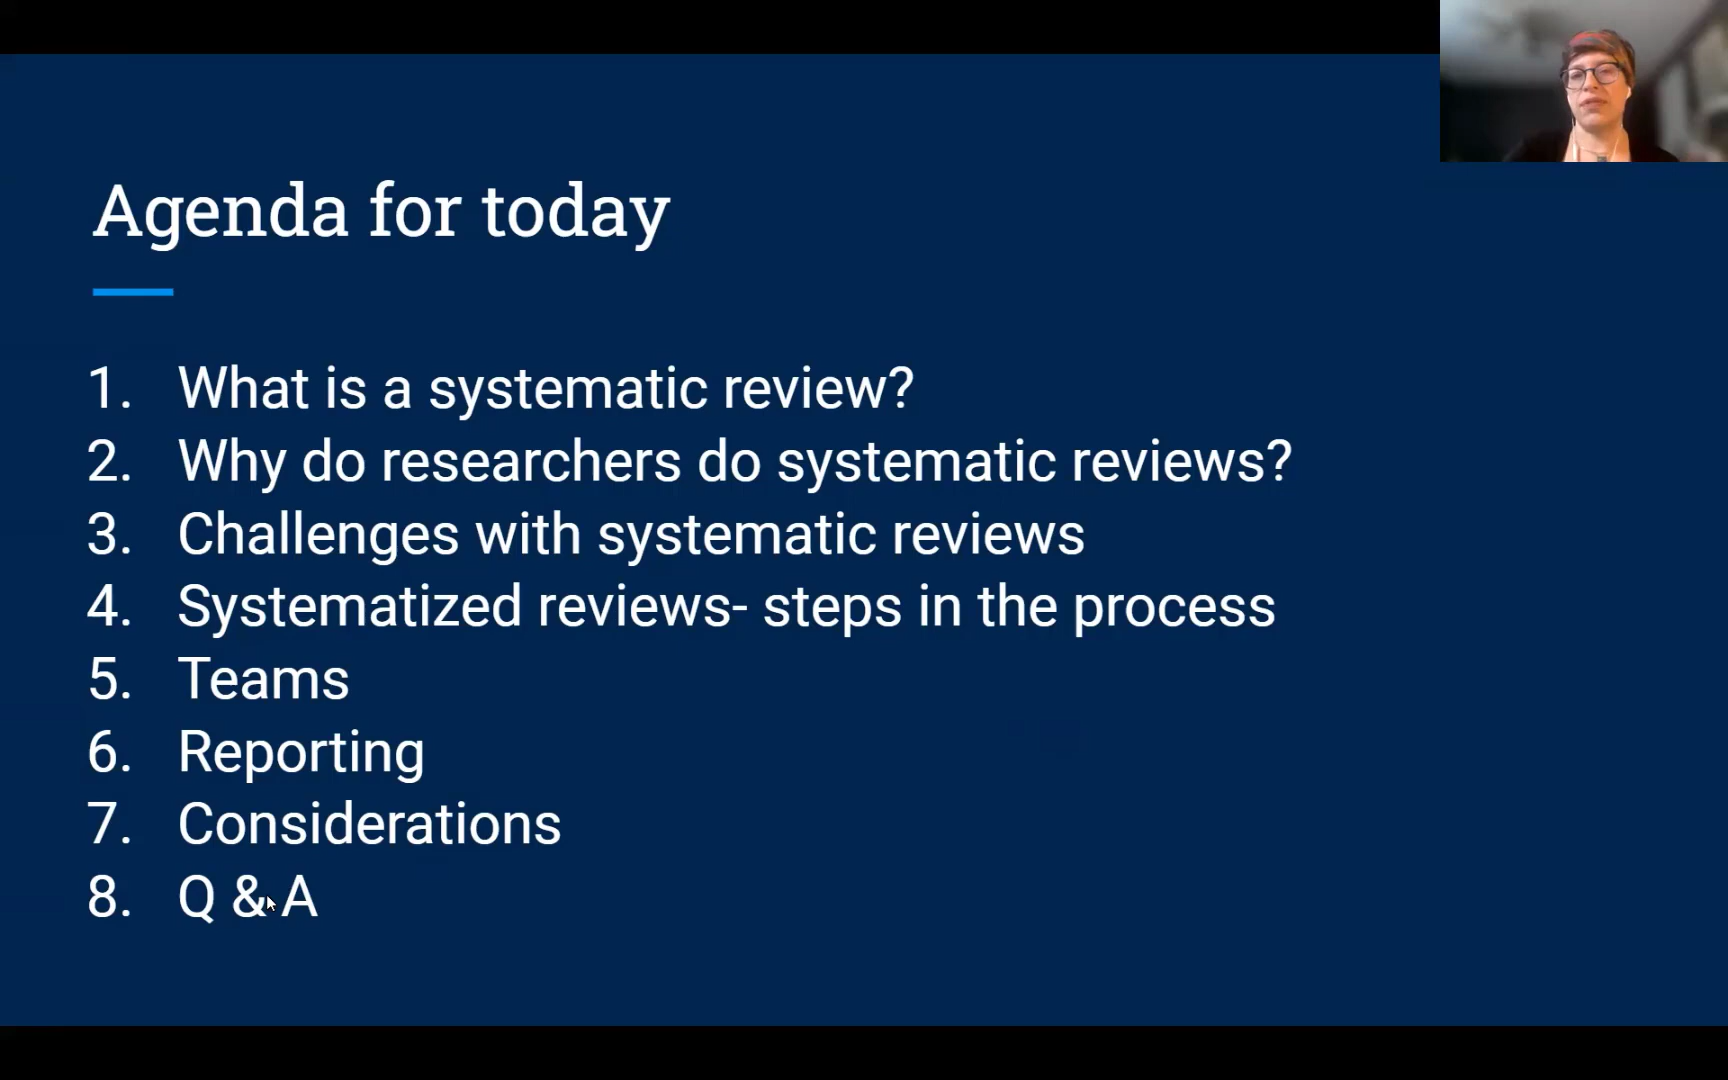 Agenda for today
1. What is a systematic review?
2. Why do researchers do systematic reviews?
3. Challenges with systematic reviews
4. Systematized reviews- steps in the process
5. Teams
6. Reporting
7. Considerations
8. Q & A